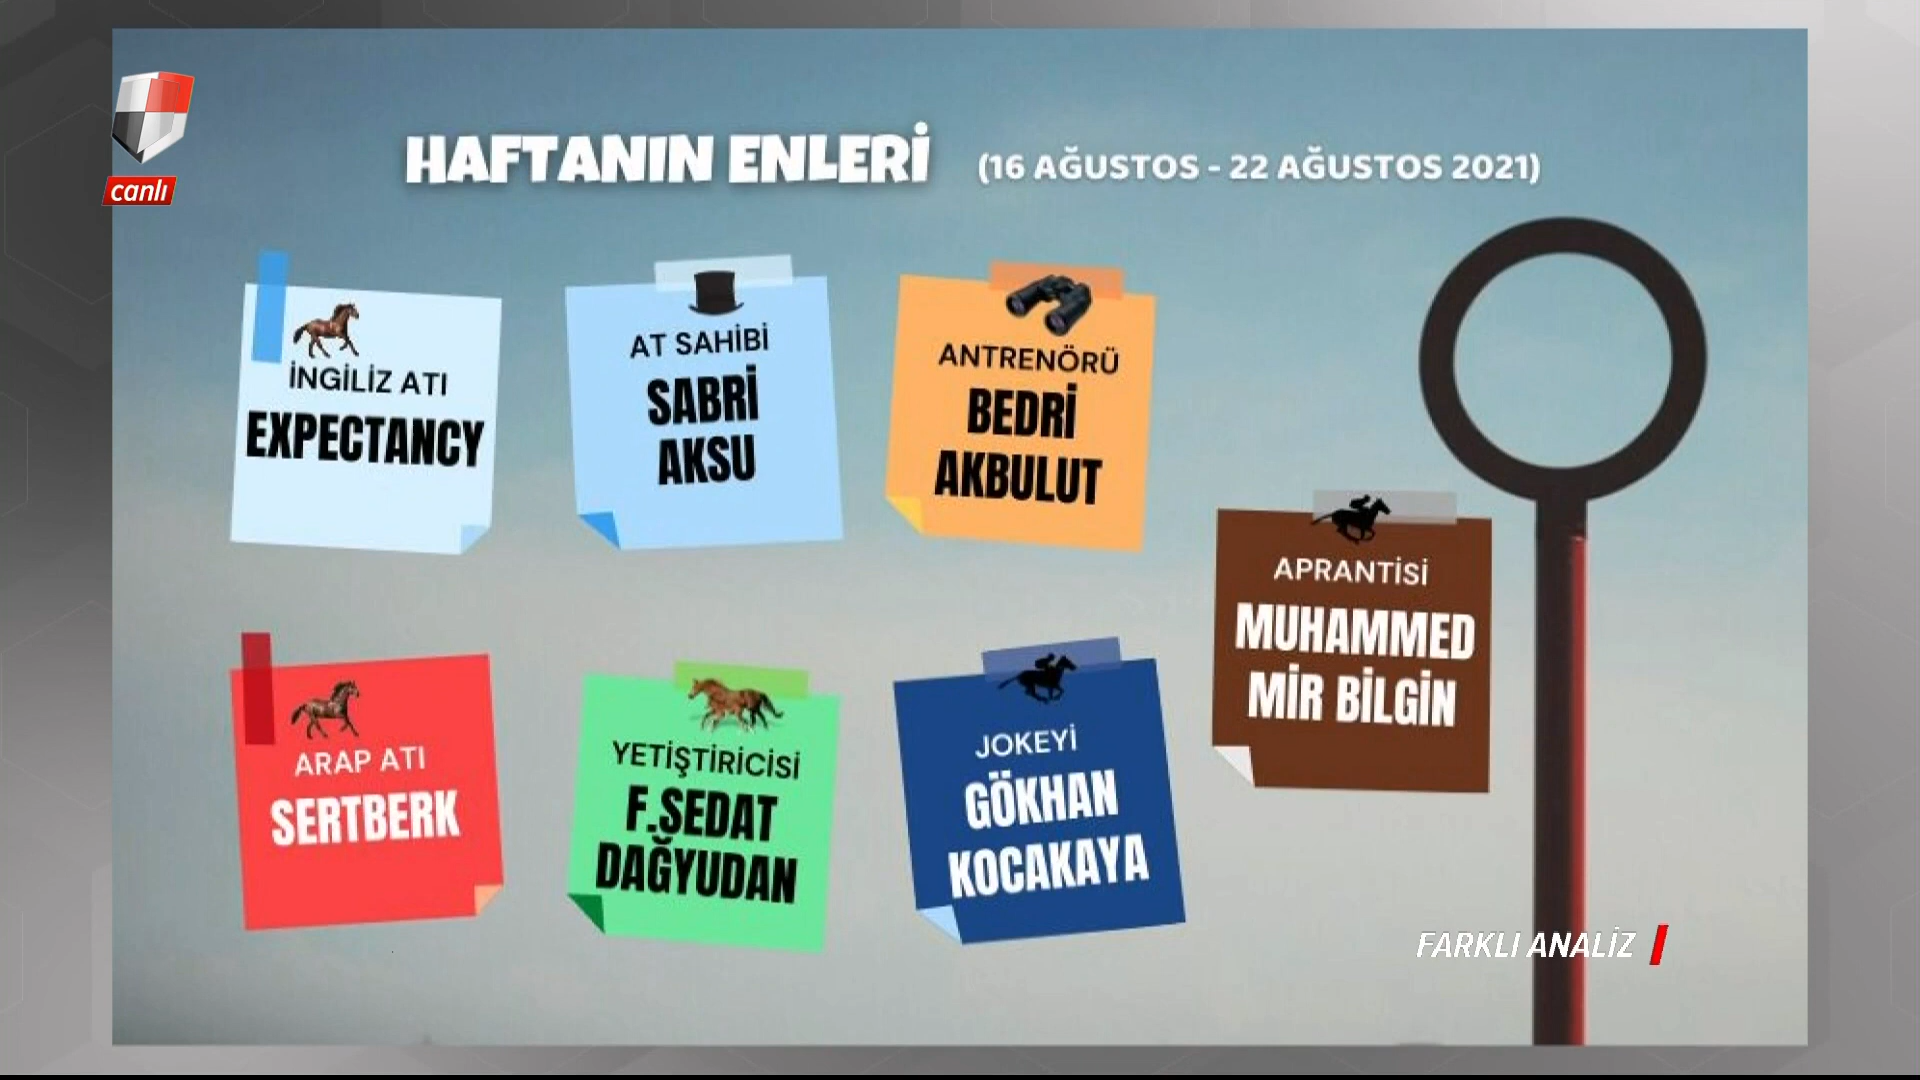 canlı
HAFTANIN ENLERİ
(16 AĞUSTOS - 22 AĞUSTOS 2021)
İNGİLİZ ATI
EXPECTANCY
AT SAHİBİ
SABRİ
AKSU
ANTRENÖRÜ
BEDRİ
AKBULUT
APRANTİSİ
MUHAMMED
MİR BİLGİN
ARAP ATI
SERTBERK
YETİŞTİRİCİSİ
F.SEDAT
DAĞYUDAN
JOKEYİ
GÖKHAN
KOCAKAYA
FARKLI ANALİZ